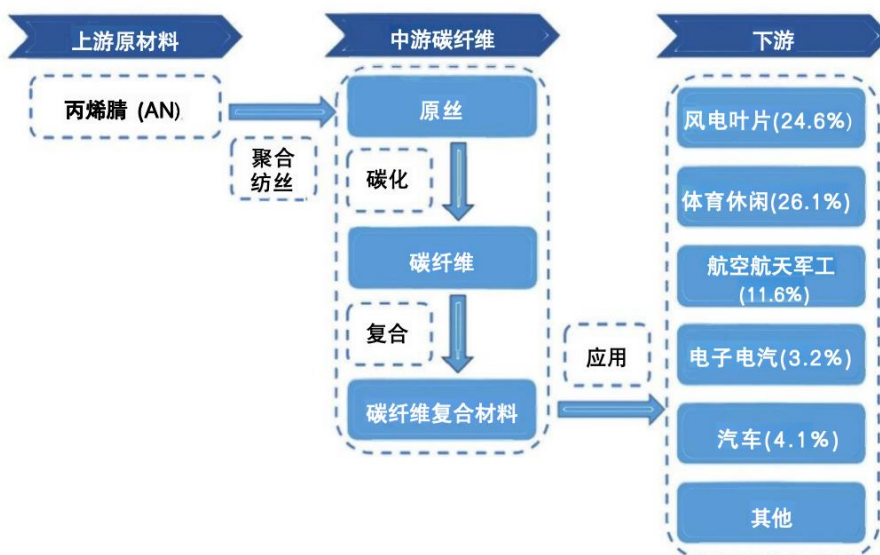 上游原材料
中游碳纤维
下游
丙烯腈 (AN)
聚合
纺丝
原丝
碳化
碳纤维
复合
碳纤维复合材料
应用
风电叶片(24.6%)
体育休闲(26.1%)
航空航天军工
(11.6%)
电子电汽(3.2%)
汽车(4.1%)
其他